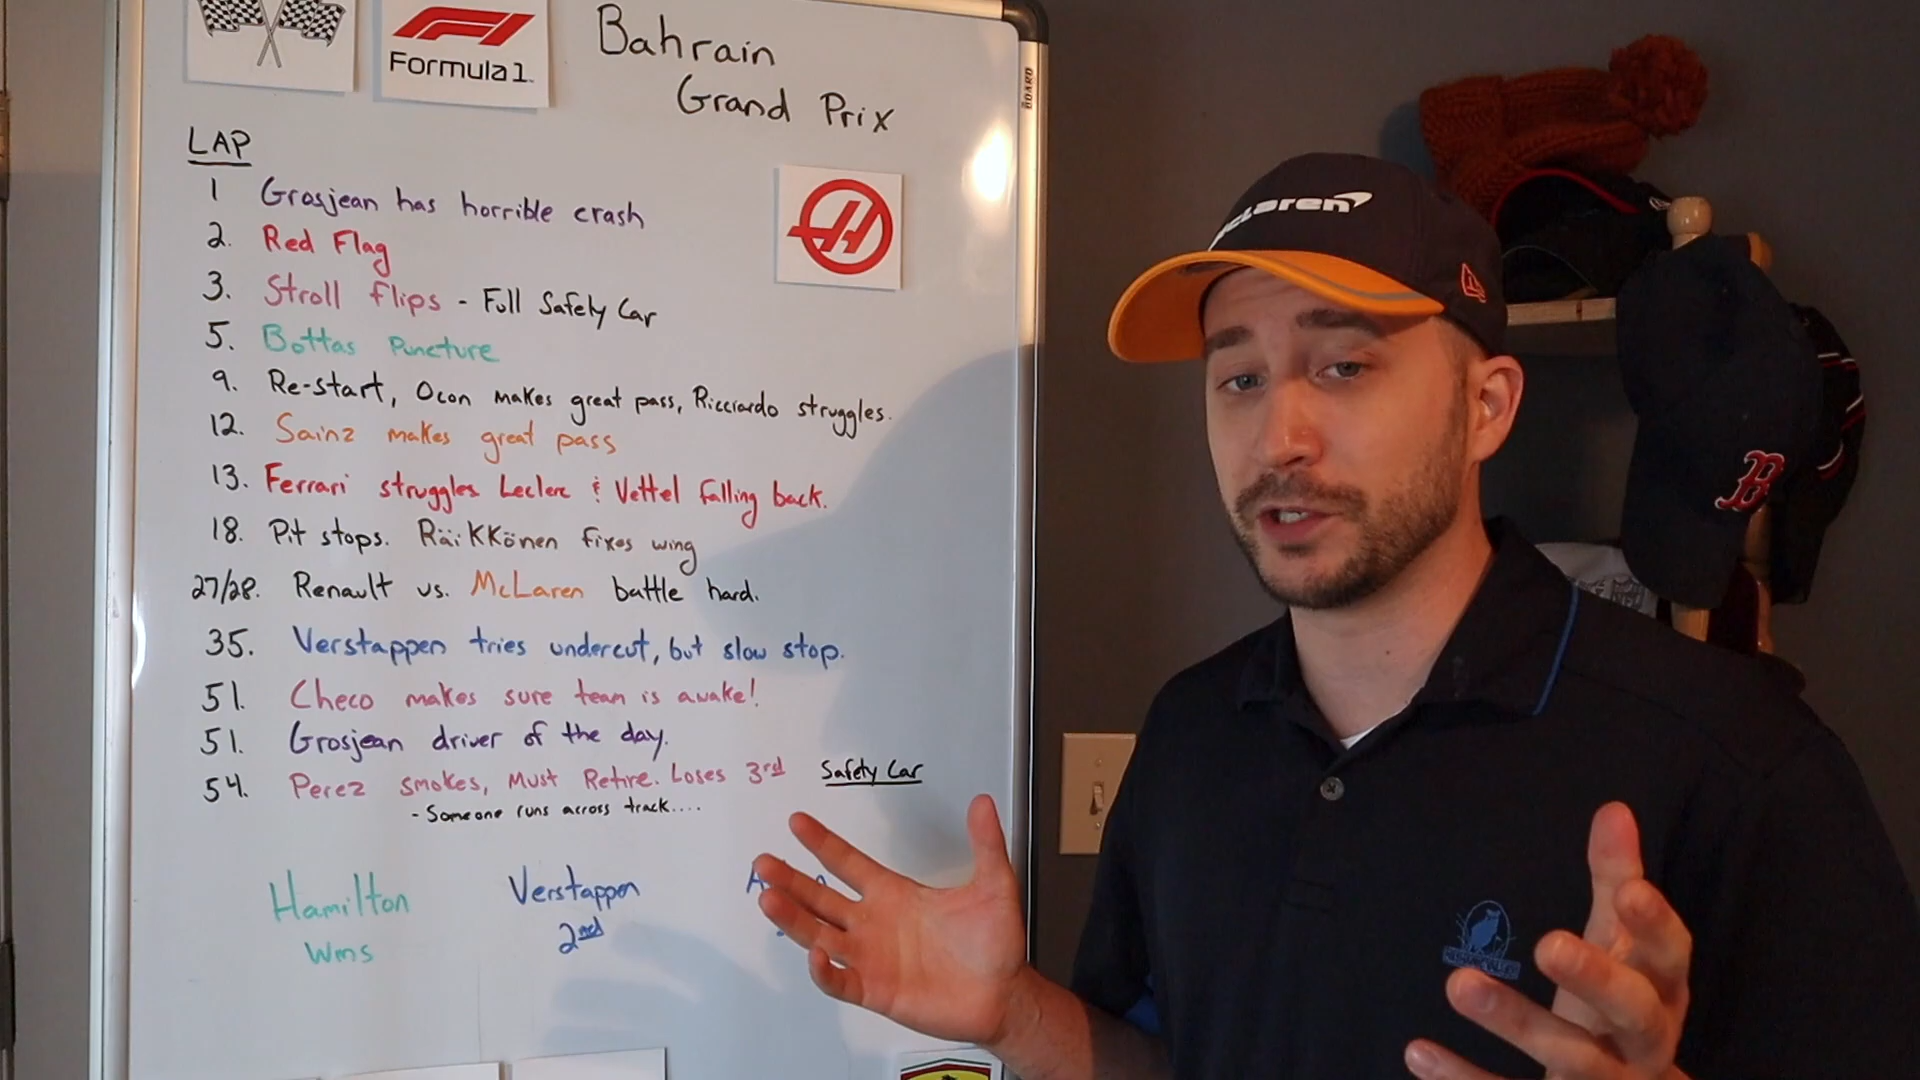 Formula 1
Bahrain
Grand Prix
LAP
1 Grosjean has horrible crash
2. Red Flag
3. Stroll flips - Full Safety Car
5. Bottas Puncture
9. Re-start, Ocon makes great pass, Ricciardo struggles.
12. Sainz makes great pass
13. Ferrari struggles Leclerc & Vettel falling back.
18. Pit stops. Räikkönen fixes wing
27/28. Renault vs. McLaren battle hard.
35. Verstappen tries undercut, but slow stop.
51. Checo makes sure team is awake!
51. Grosjean driver of the day.
54. Perez smokes, Must Retire. Loses 3rd Safety Car
- Someone runs across track....
Hamilton Verstappen
Wins 2nd
BOARD
McLaren
B